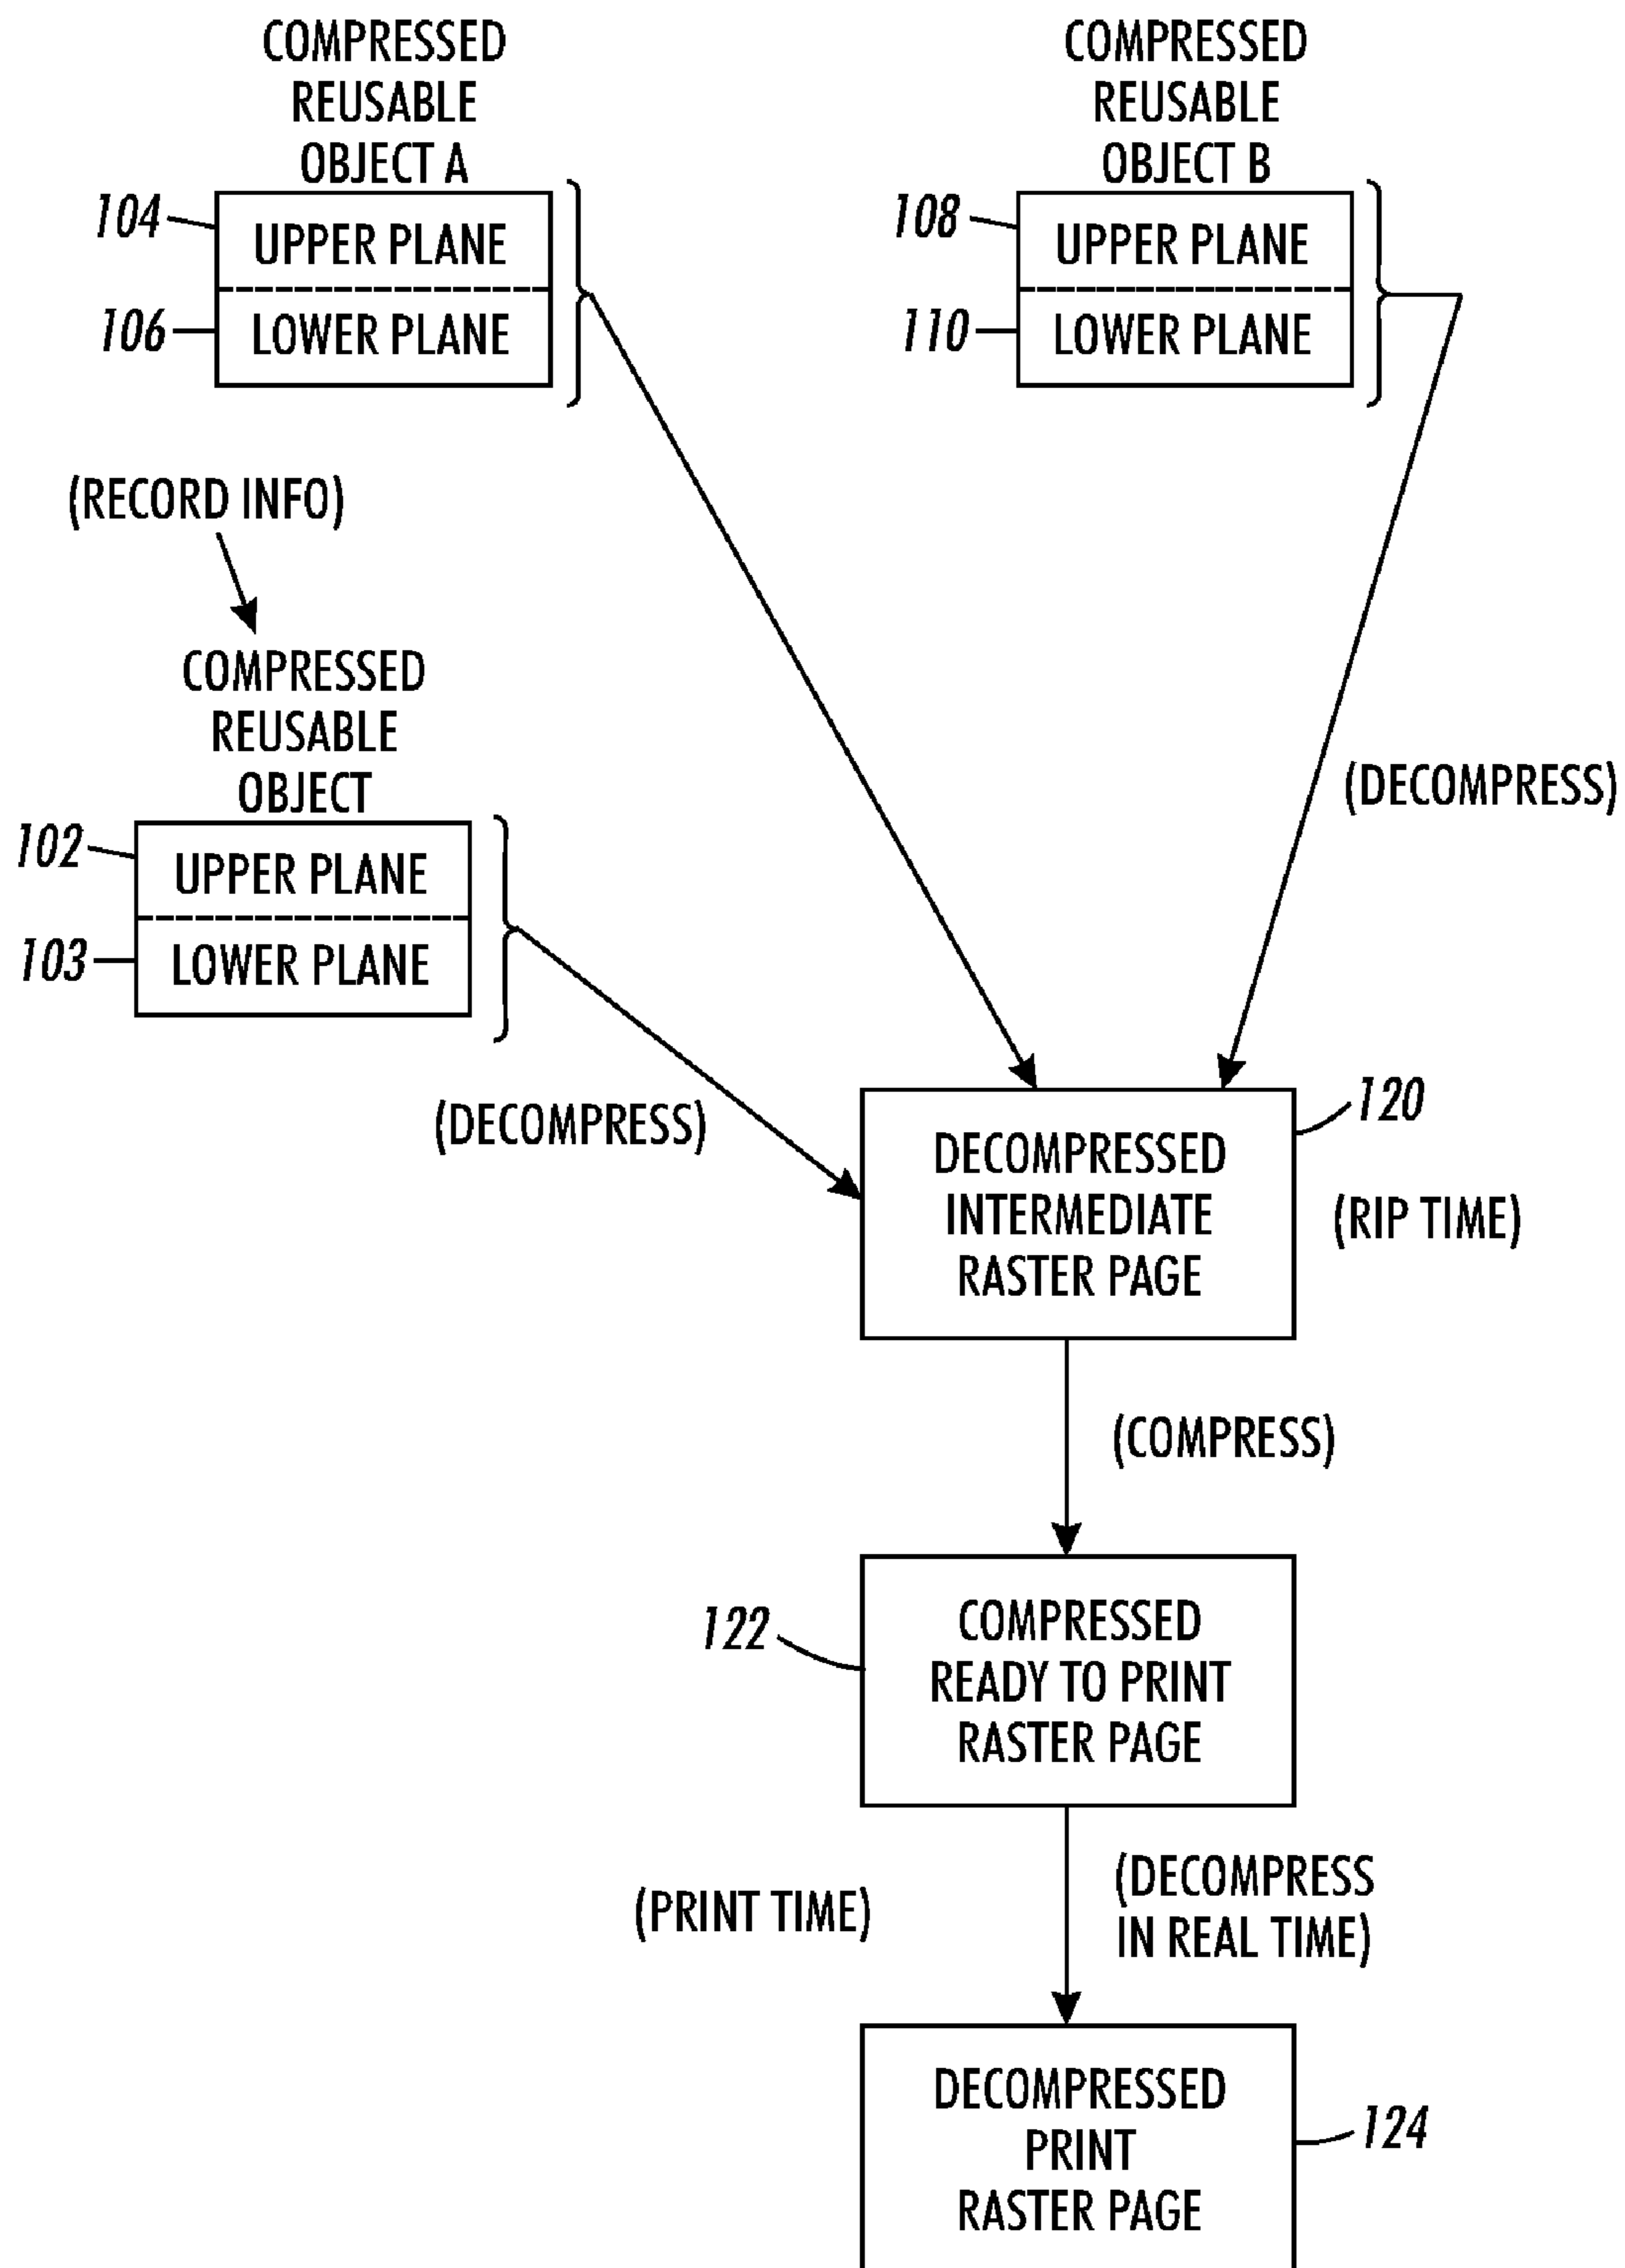 COMPRESSED
REUSABLE
OBJECT A
104
UPPER PLANE
106
LOWER PLANE
COMPRESSED
REUSABLE
OBJECT B
108
UPPER PLANE
110
LOWER PLANE
(RECORD INFO)
COMPRESSED
REUSABLE
OBJECT
102
UPPER PLANE
103
LOWER PLANE
(DECOMPRESS)
(DECOMPRESS)
120
DECOMPRESSED
INTERMEDIATE
RASTER PAGE
(RIP TIME)
(COMPRESS)
122
COMPRESSED
READY TO PRINT
RASTER PAGE
(PRINT TIME)
(DECOMPRESS
IN REAL TIME)
DECOMPRESSED
PRINT
RASTER PAGE
124